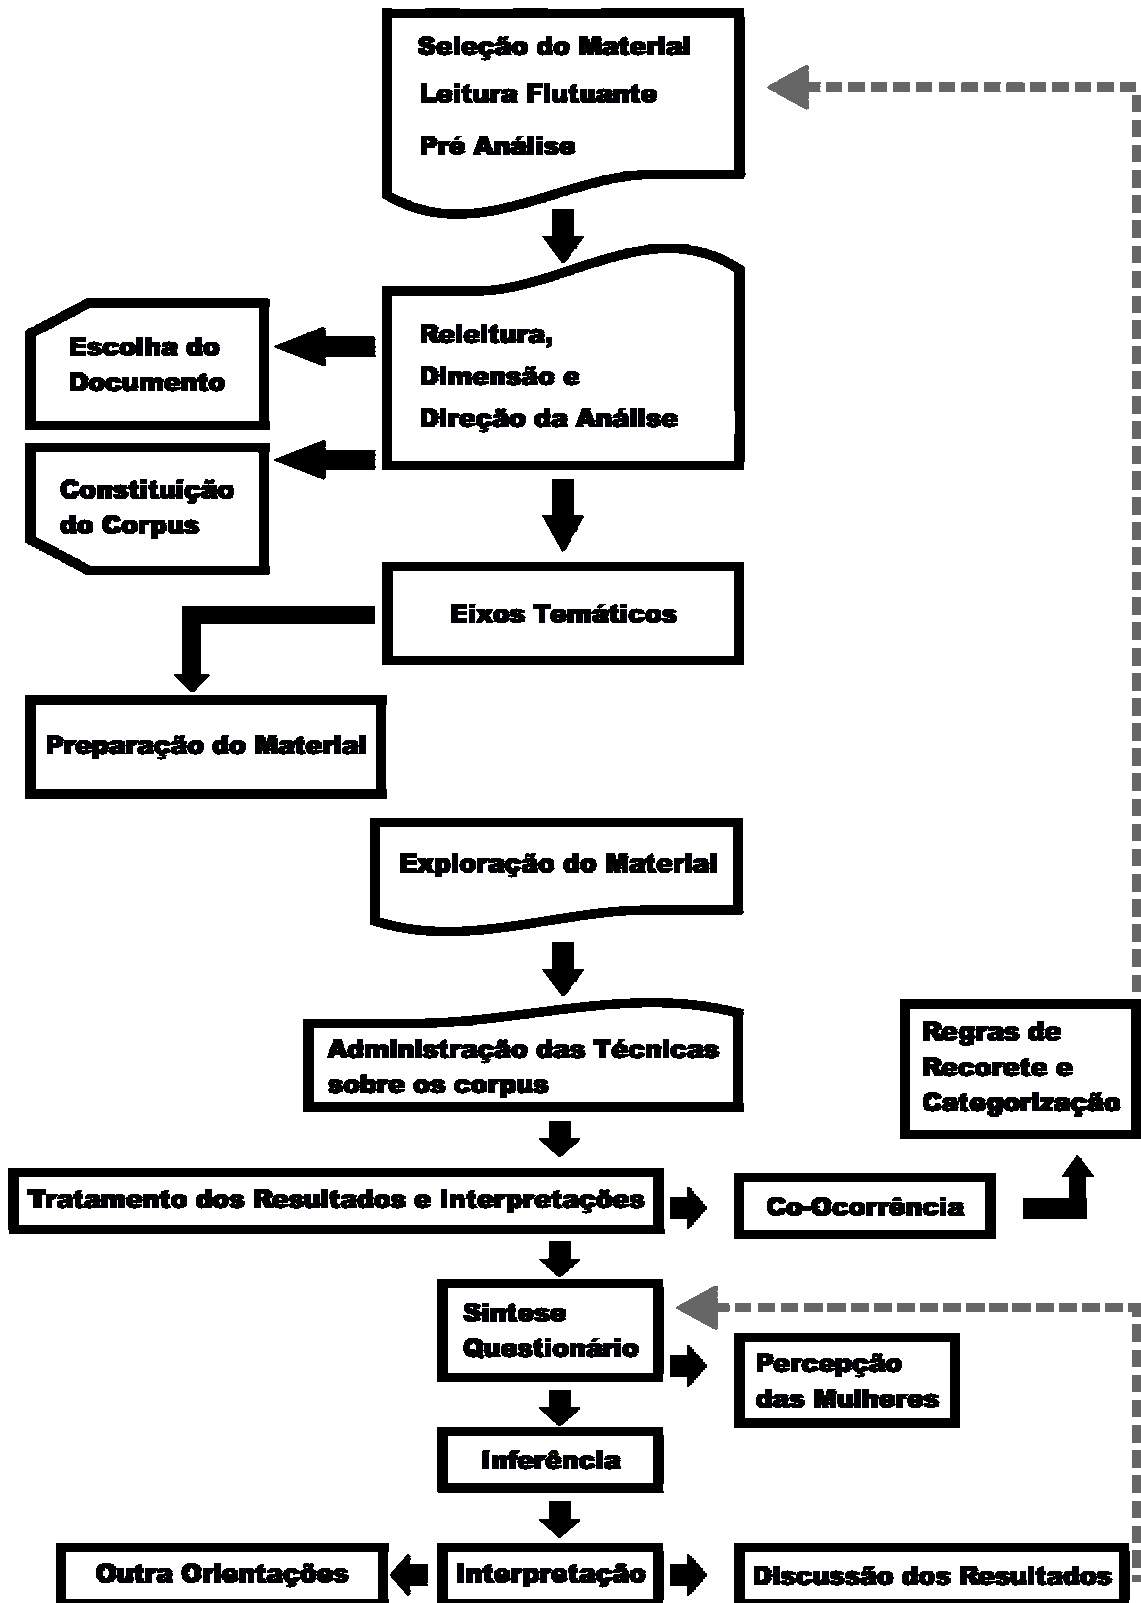 Seleção do Material
Leitura Flutuante
Pré Análise
Releitura,
Dimensão e
Direção da Análise
Escolha do
Documento
Constituição
do Corpus
Eixos Temáticos
Preparação do Material
Exploração do Material
Administração das Técnicas
sobre os corpus
Regras de
Recorete e
Categorização
Tratamento dos Resultados e Interpretações
Co-Ocorrência
Sintese
Questionário
Percepção
das Mulheres
Inferência
Outra Orientações
Interpretação
Discussão dos Resultados